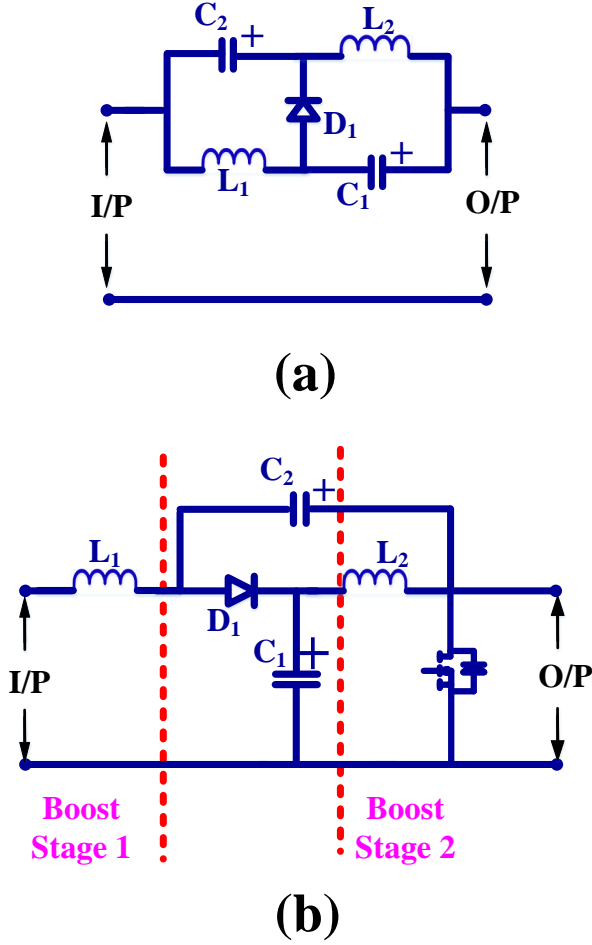 C₂ + L₂
D₁
L₁ C₁ +
I/P O/P
(a)
C₂ +
L₁ L₂
D₁
C₁ +
I/P O/P
Boost Boost
Stage 1 Stage 2
(b)